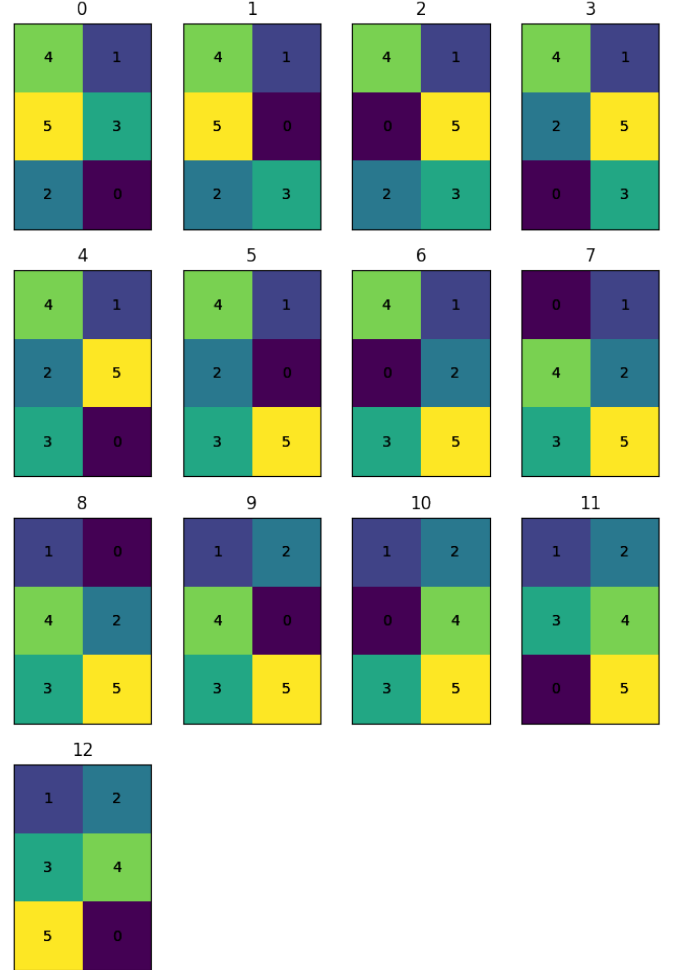 0 1 2 3
4 1 4 1 4 1 4 1
5 3 5 0 0 5 2 5
2 0 2 3 2 3 0 3
4 5 6 7
4 1 4 1 4 1 0 1
2 5 2 0 0 2 4 2
3 0 3 5 3 5 3 5
8 9 10 11
1 0 1 2 1 2 1 2
4 2 4 0 0 4 3 4
3 5 3 5 3 5 0 5
12
1 2
3 4
5 0